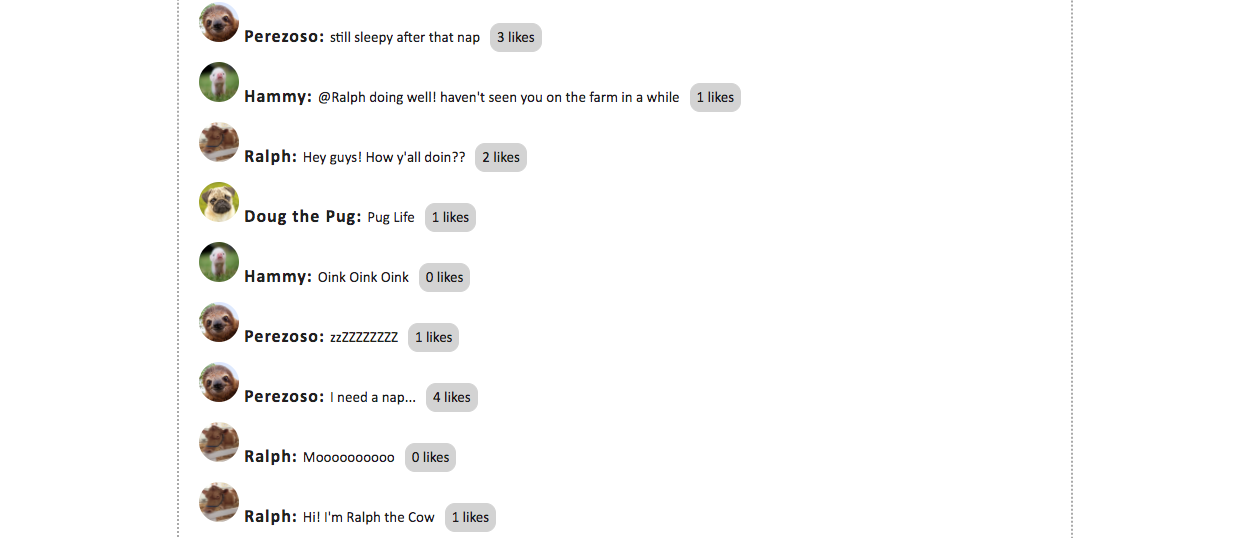 Perezoso: still sleepy after that nap 3 likes
Hammy: @Ralph doing well! haven't seen you on the farm in a while 1 likes
Ralph: Hey guys! How y'all doin?? 2 likes
Doug the Pug: Pug Life 1 likes
Hammy: Oink Oink Oink 0 likes
Perezoso: zzZZZZZZZZ 1 likes
Perezoso: I need a nap... 4 likes
Ralph: Moooooooooo 0 likes
Ralph: Hi! I'm Ralph the Cow 1 likes